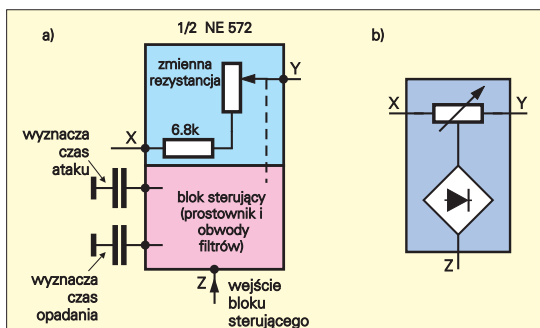 1/2 NE 572
a)
zmienna
rezystancja
Y
6.8k
X
wyznacza
czas
ataku
blok sterujący
(prostownik i
obwody
filtrów)
wyznacza
czas
opadania
Z
wejście
bloku
sterującego
b)
X
Y
Z